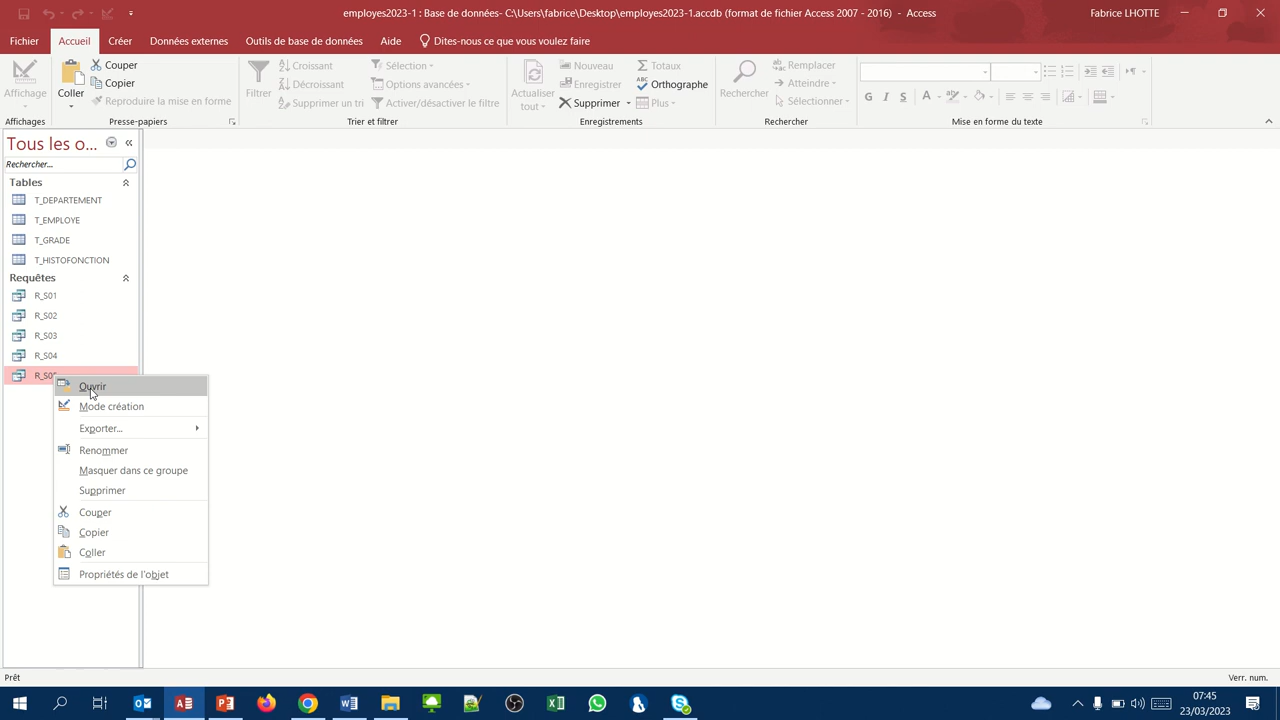 employes2023-1 : Base de données- C:\Users\fabrice\Desktop\employes2023-1.accdb (format de fichier Access 2007 - 2016) - Access
Fabrice LHOTTE
Fichier Accueil Créer Données externes Outils de base de données Aide Dites-nous ce que vous voulez faire
Affichage
Affichages
Coller
Couper
Copier
Reproduire la mise en forme
Presse-papiers
Filtrer
Croissant
Décroissant
Supprimer un tri
Sélection
Options avancées
Activer/désactiver le filtre
Trier et filtrer
Actualiser
tout
Nouveau
Enregistrer
Supprimer
Totaux
Orthographe
Plus
Enregistrements
Rechercher
Remplacer
Atteindre
Sélectionner
Rechercher
G I S A
Mise en forme du texte
Tous les o...
Rechercher...
Tables
T_DEPARTEMENT
T_EMPLOYE
T_GRADE
T_HISTOFONCTION
Requêtes
R_S01
R_S02
R_S03
R_S04
Ouvrir
Mode création
Exporter...
Renommer
Masquer dans ce groupe
Supprimer
Couper
Copier
Coller
Propriétés de l'objet
Prêt
Verr. num.
07:45
23/03/2023